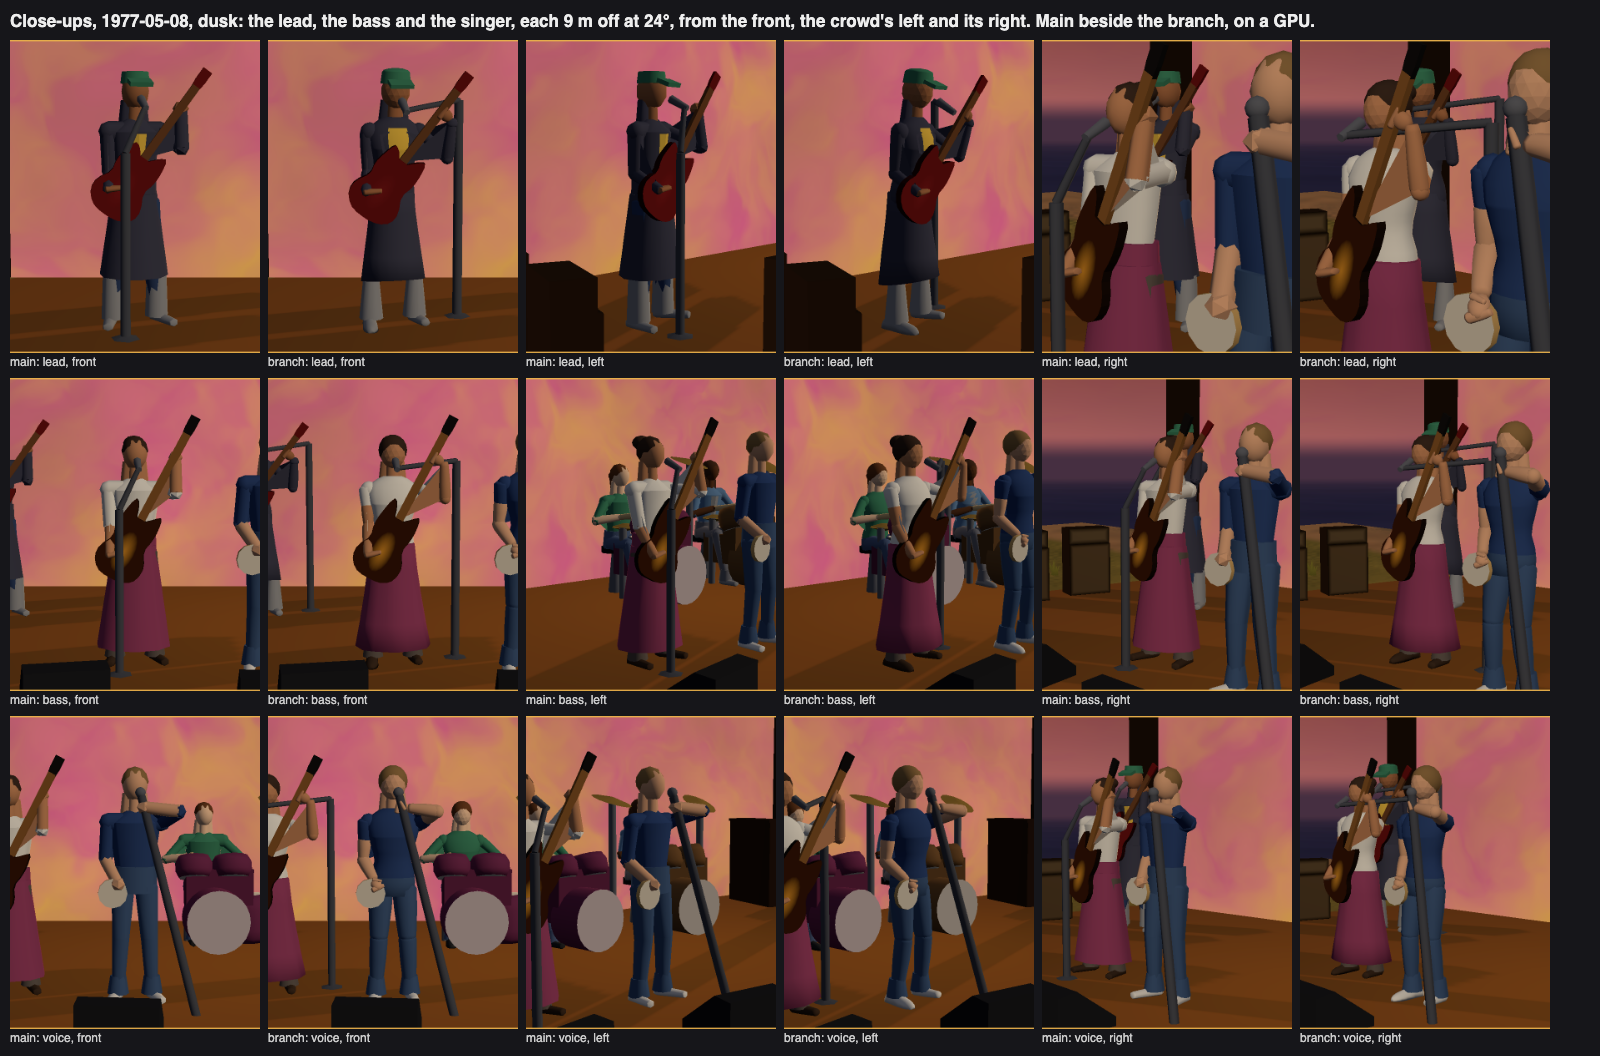 Close-ups, 1977-05-08, dusk: the lead, the bass and the singer, each 9 m off at 24°, from the front, the crowd's left and its right. Main beside the branch, on a GPU.
main: lead, front
branch: lead, front
main: lead, left
branch: lead, left
main: lead, right
branch: lead, right
main: bass, front
branch: bass, front
main: bass, left
branch: bass, left
main: bass, right
branch: bass, right
main: voice, front
branch: voice, front
main: voice, left
branch: voice, left
main: voice, right
branch: voice, right